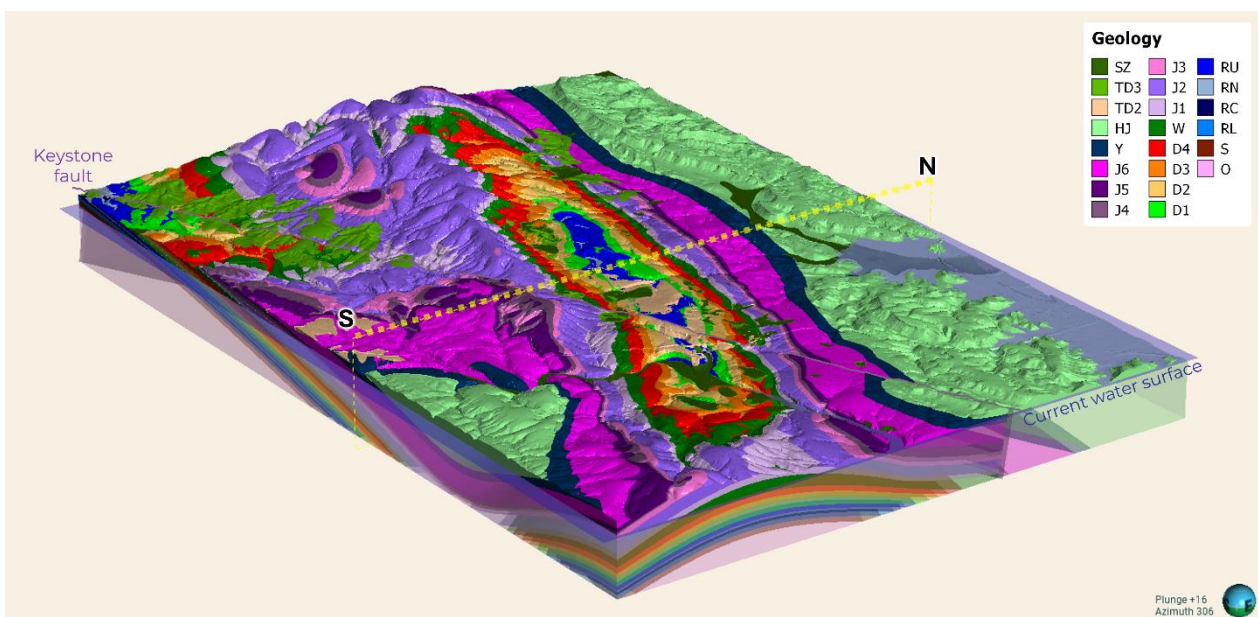 Geology
SZ
TD3
TD2
HJ
Y
J6
J5
J4
J3
J2
J1
W
D4
D3
D2
D1
RU
RN
RC
RL
S
O
Keystone
fault
N
S
Current water surface
Plunge +16
Azimuth 306
E